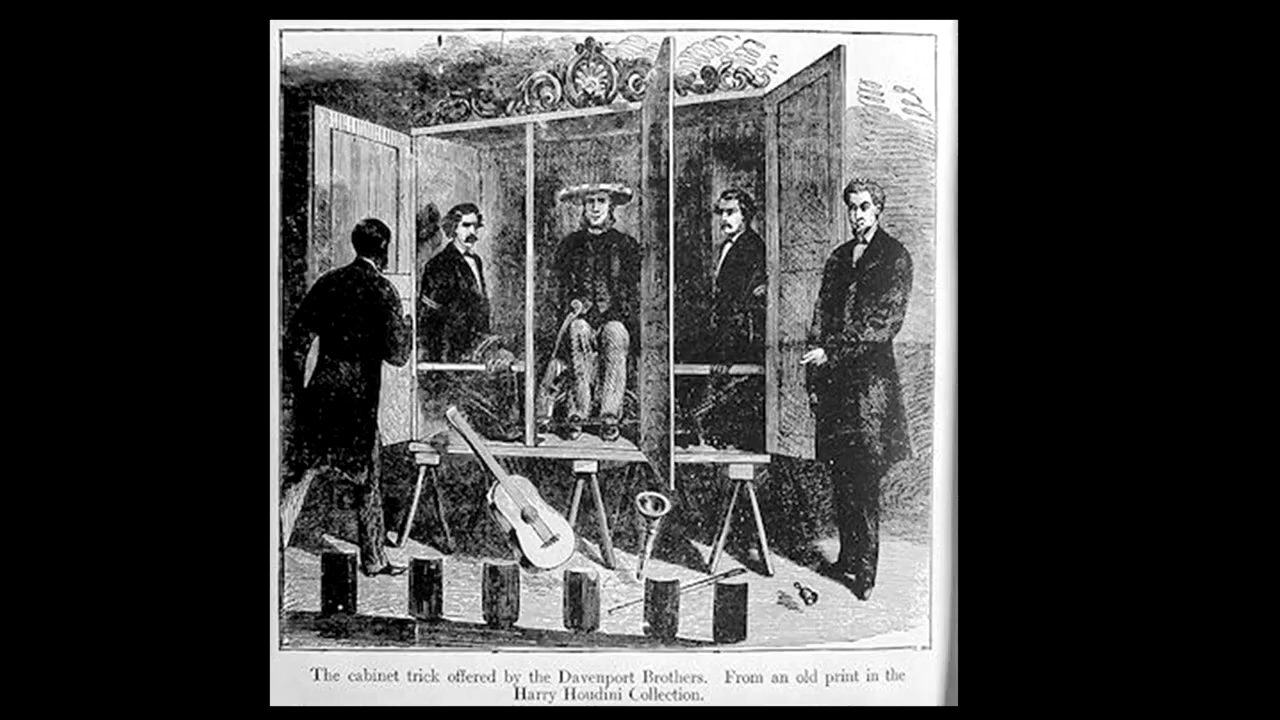 The cabinet trick offered by the Davenport Brothers. From an old print in the
Harry Houdini Collection.